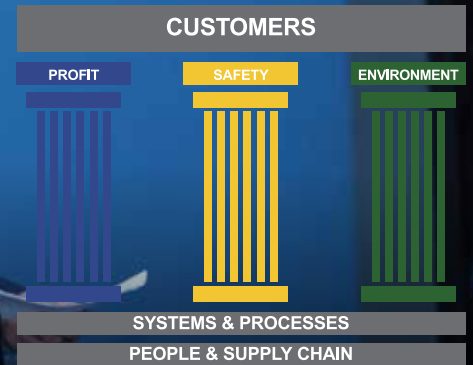 CUSTOMERS
PROFIT
SAFETY
ENVIRONMENT
SYSTEMS & PROCESSES
PEOPLE & SUPPLY CHAIN